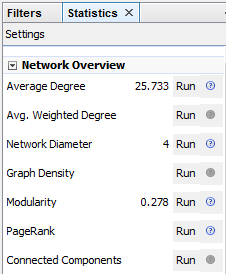 Filters Statistics ×
Settings
Network Overview
Average Degree 25.733 Run ?
Avg. Weighted Degree Run
Network Diameter 4 Run ?
Graph Density Run
Modularity 0.278 Run ?
PageRank Run
Connected Components Run